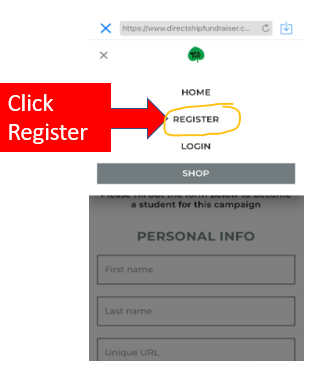 https://www.directshipfundraiser.c...
HOME
Click
Register
REGISTER
LOGIN
SHOP
Please fill out the form below to become
a student for this campaign
PERSONAL INFO
First name
Last name
Unique URL